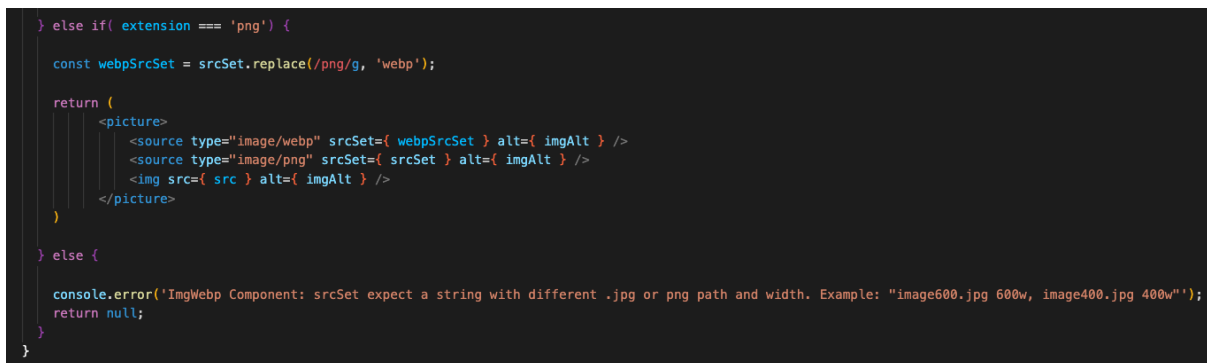 } else if( extension === 'png') {
const webpSrcSet = srcSet.replace(/png/g, 'webp');
return (
<picture>
<source type="image/webp" srcSet={ webpSrcSet } alt={ imgAlt } />
<source type="image/png" srcSet={ srcSet } alt={ imgAlt } />
<img src={ src } alt={ imgAlt } />
</picture>
)
} else {
console.error('ImgWebp Component: srcSet expect a string with different .jpg or png path and width. Example: "image600.jpg 600w, image400.jpg 400w"');
return null;
}
}